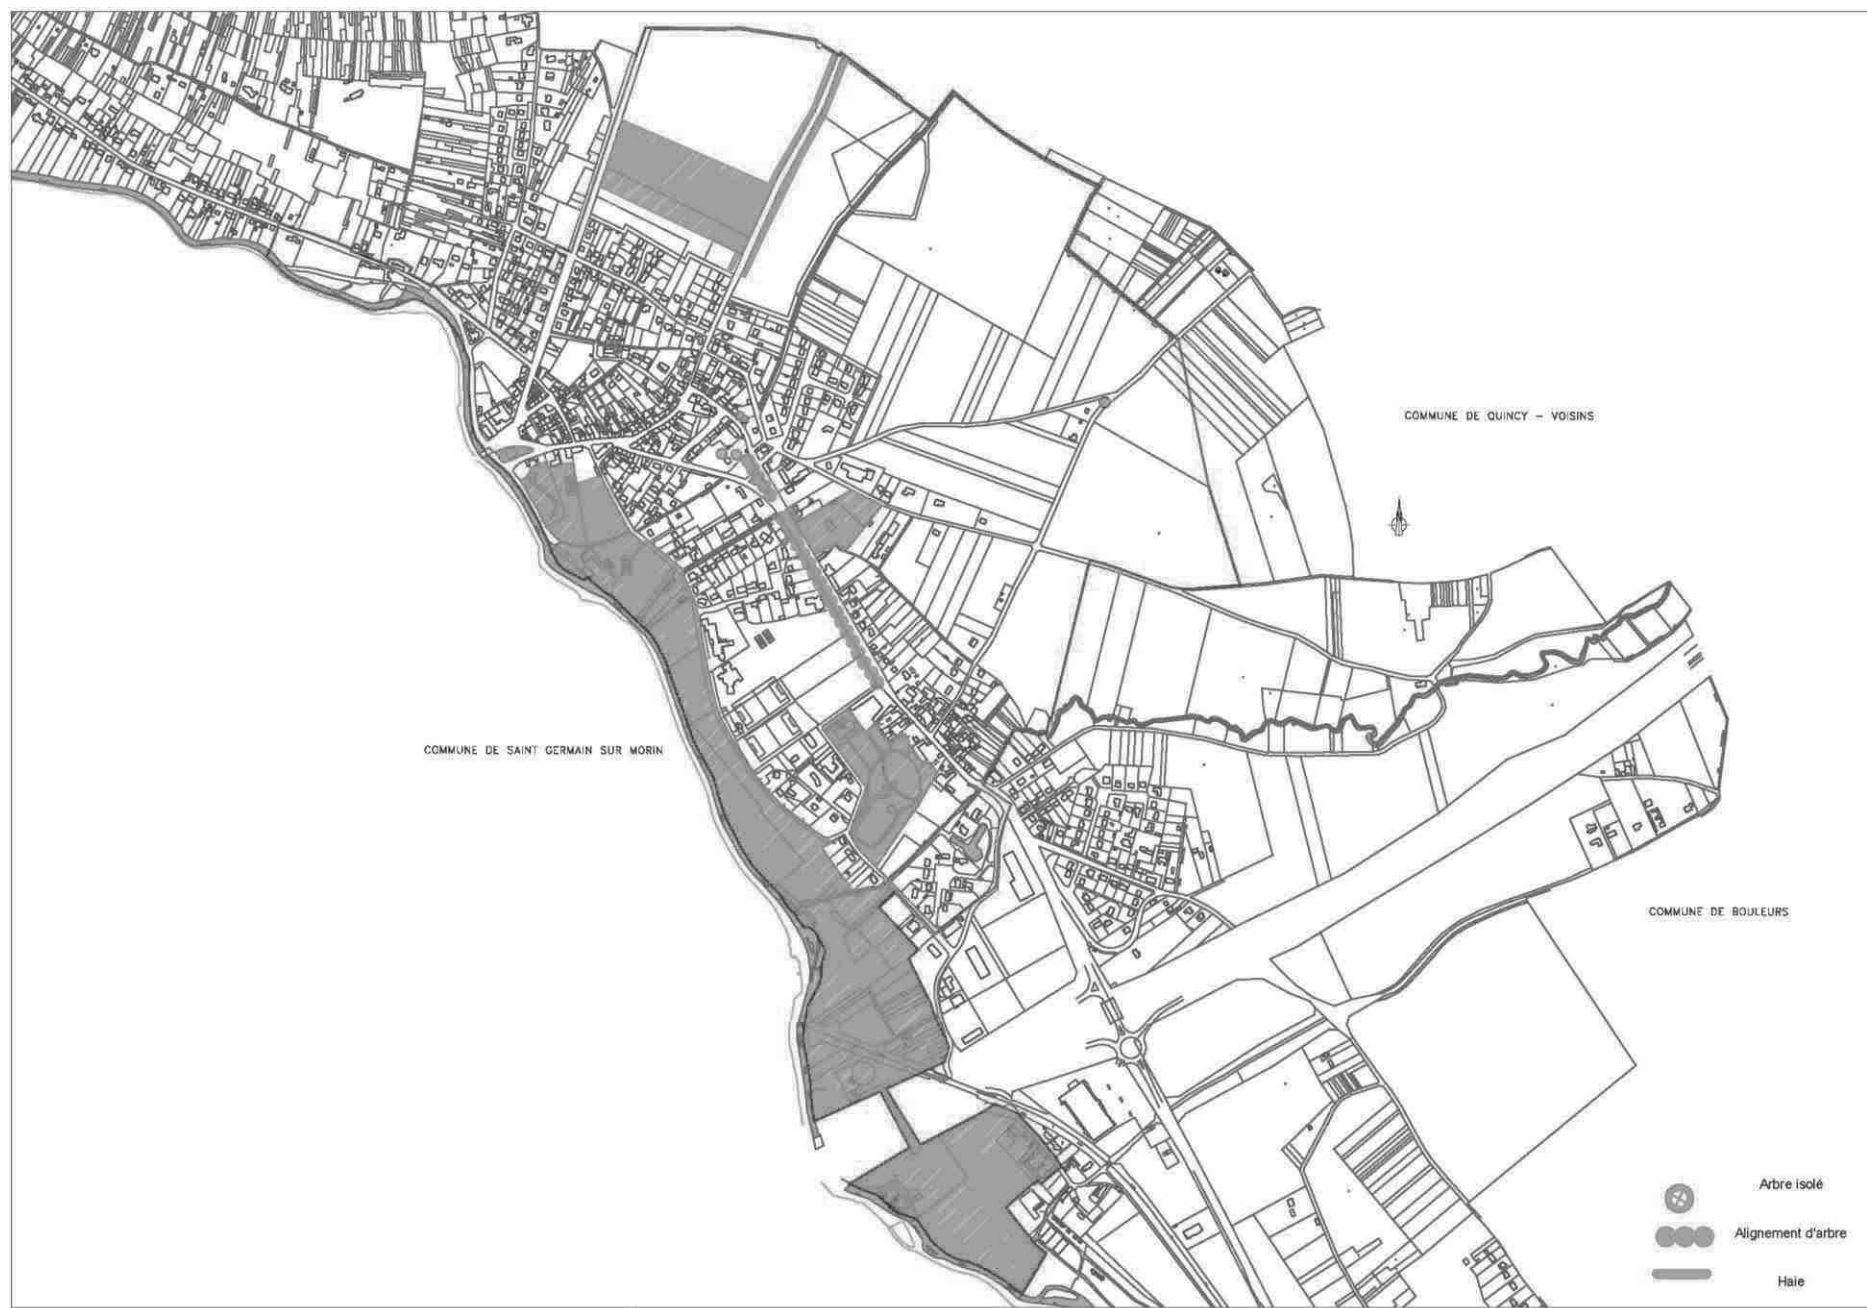 COMMUNE DE QUINCY – VOISINS
COMMUNE DE SAINT GERMAIN SUR MORIN
COMMUNE DE BOULEURS
Arbre isolé
Alignement d'arbre
Haie